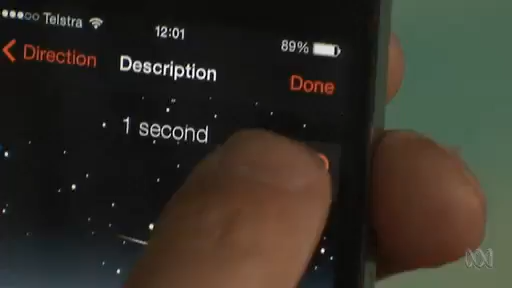 Telstra
12:01
89%
Direction
Description
Done
1 second